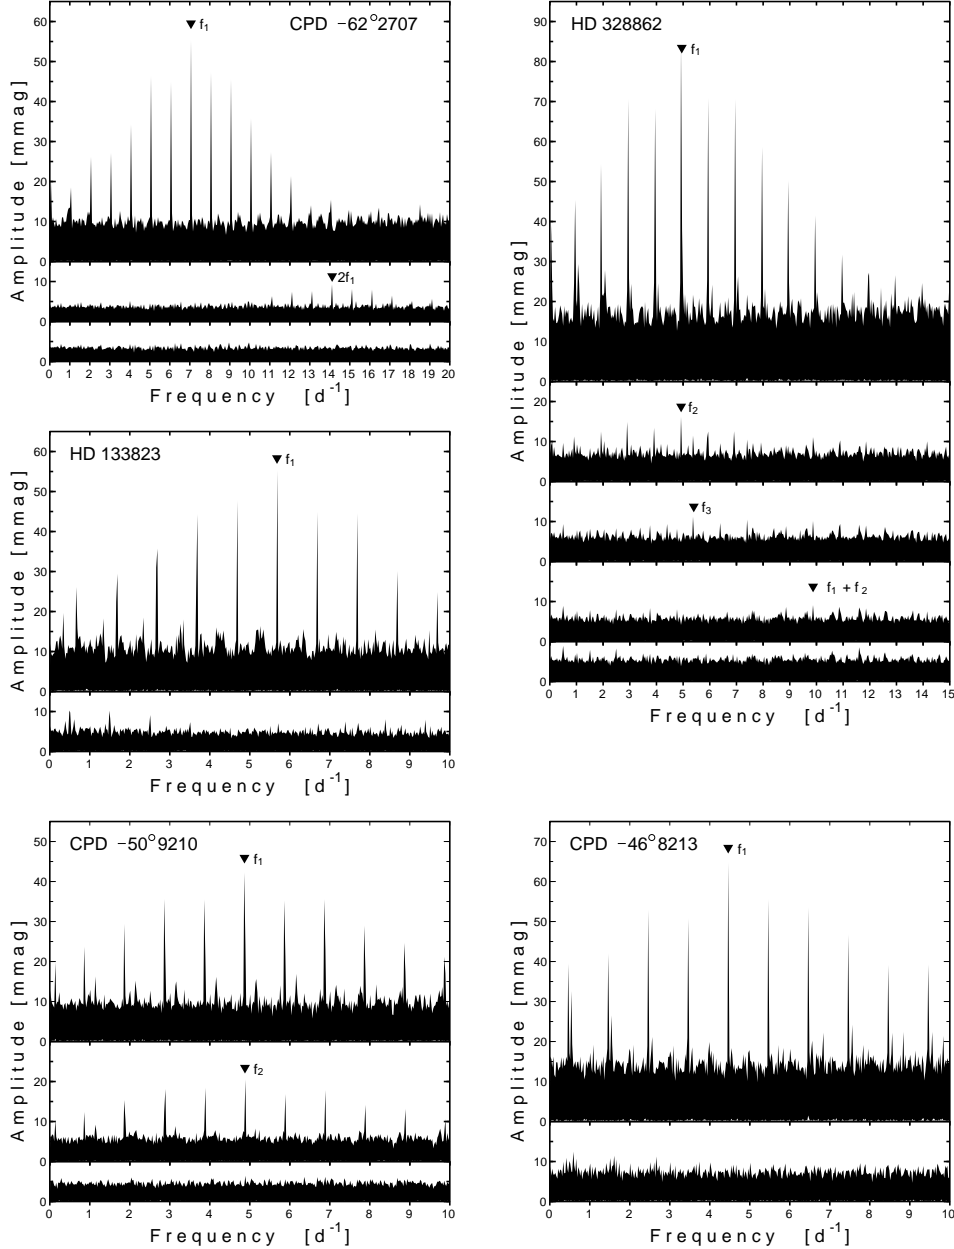 CPD −62°2707
f1
Amplitude [mmag]
60
50
40
30
20
10
0
2f1
10
0
0
0 1 2 3 4 5 6 7 8 9 10 11 12 13 14 15 16 17 18 19 20
Frequency [d-1]
HD 328862
f1
Amplitude [mmag]
90
80
70
60
50
40
30
20
10
0
f2
20
10
0
f3
10
0
f1 + f2
10
0
0
0 1 2 3 4 5 6 7 8 9 10 11 12 13 14 15
Frequency [d-1]
HD 133823
f1
Amplitude [mmag]
60
50
40
30
20
10
0
10
0
0 1 2 3 4 5 6 7 8 9 10
Frequency [d-1]
CPD −50°9210
f1
Amplitude [mmag]
50
40
30
20
10
0
f2
20
10
0
0
0 1 2 3 4 5 6 7 8 9 10
Frequency [d-1]
CPD −46°8213
f1
Amplitude [mmag]
70
60
50
40
30
20
10
0
10
0
0 1 2 3 4 5 6 7 8 9 10
Frequency [d-1]